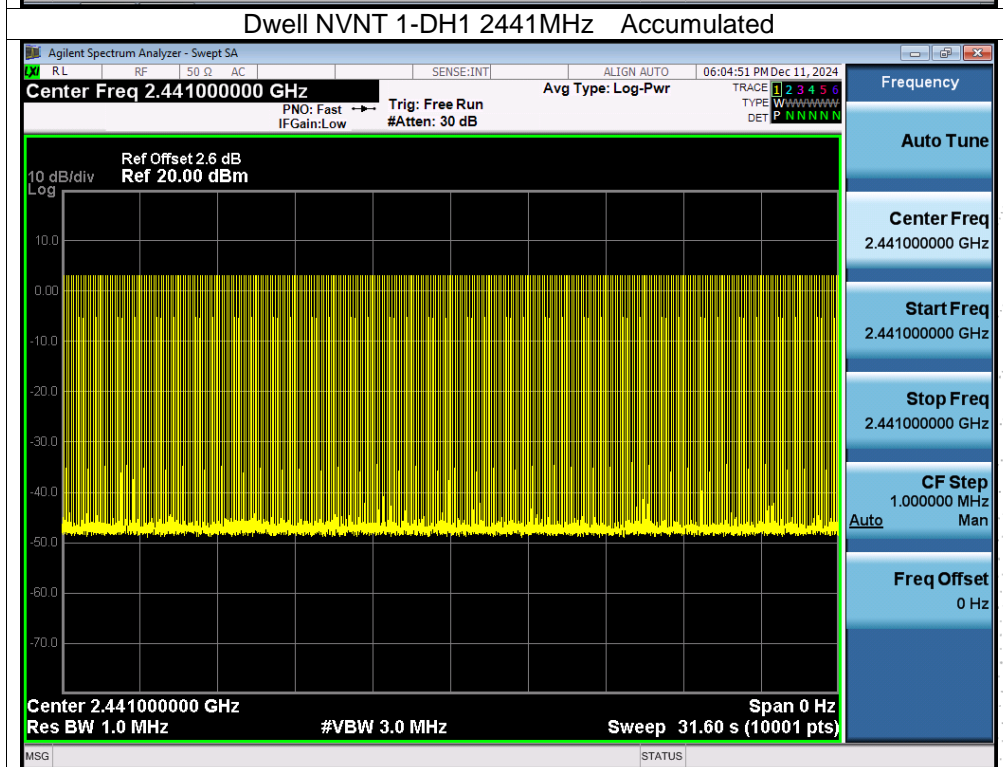 Dwell NVNT 1-DH1 2441MHz Accumulated
Agilent Spectrum Analyzer - Swept SA
LXI RL RF 50 Ω AC SENSE:INT ALIGN AUTO 06:04:51 PM Dec 11, 2024
Center Freq 2.441000000 GHz
PNO: Fast
IFGain:Low
Trig: Free Run
#Atten: 30 dB
Avg Type: Log-Pwr
TRACE 1 2 3 4 5 6
TYPE WWWWWWW
DET P N N N N N
Ref Offset 2.6 dB
10 dB/div Ref 20.00 dBm
Log
10.0
0.00
-10.0
-20.0
-30.0
-40.0
-50.0
-60.0
-70.0
Center 2.441000000 GHz Span 0 Hz
Res BW 1.0 MHz #VBW 3.0 MHz Sweep 31.60 s (10001 pts)
MSG STATUS
Frequency
Auto Tune
Center Freq
2.441000000 GHz
Start Freq
2.441000000 GHz
Stop Freq
2.441000000 GHz
CF Step
1.000000 MHz
Auto Man
Freq Offset
0 Hz